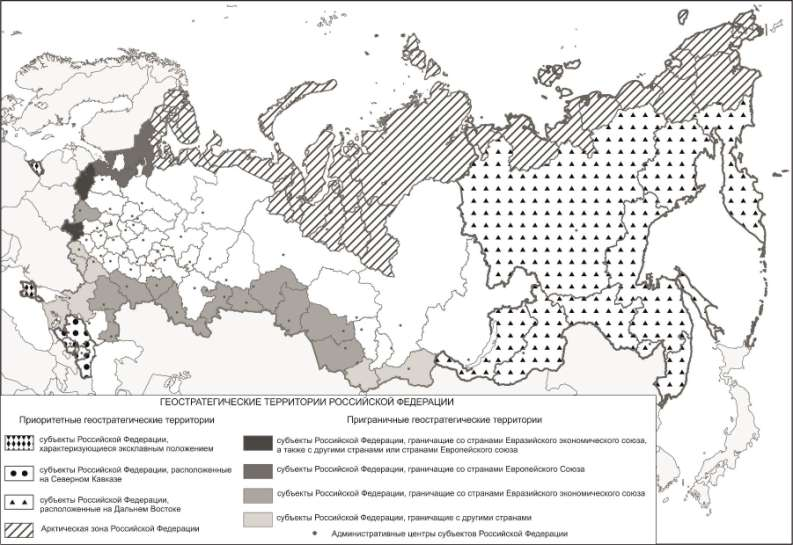 ГЕОСТРАТЕГИЧЕСКИЕ ТЕРРИТОРИИ РОССИЙСКОЙ ФЕДЕРАЦИИ
Приоритетные геостратегические территории
субъекты Российской Федерации,
характеризующиеся эксклавным положением
субъекты Российской Федерации, расположенные
на Северном Кавказе
субъекты Российской Федерации,
расположенные на Дальнем Востоке
Арктическая зона Российской Федерации
Приграничные геостратегические территории
субъекты Российской Федерации, граничащие со странами Евразийского экономического союза,
а также с другими странами или странами Европейского союза
субъекты Российской Федерации, граничащие со странами Европейского Союза
субъекты Российской Федерации, граничащие со странами Евразийского экономического союза
субъекты Российской Федерации, граничащие с другими странами
Административные центры субъектов Российской Федерации